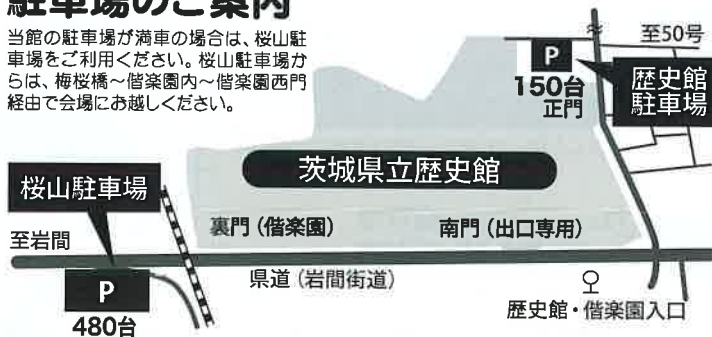 駐車場のご案内
当館の駐車場が満車の場合は、桜山駐
車場をご利用ください。桜山駐車場か
らは、梅桜橋～偕楽園内～偕楽園西門
経由で会場にお越しください。
至50号
P
150台
正門
歴史館
駐車場
茨城県立歴史館
桜山駐車場
裏門(偕楽園)
南門(出口専用)
至岩間
県道(岩間街道)
P
480台
歴史館・偕楽園入口